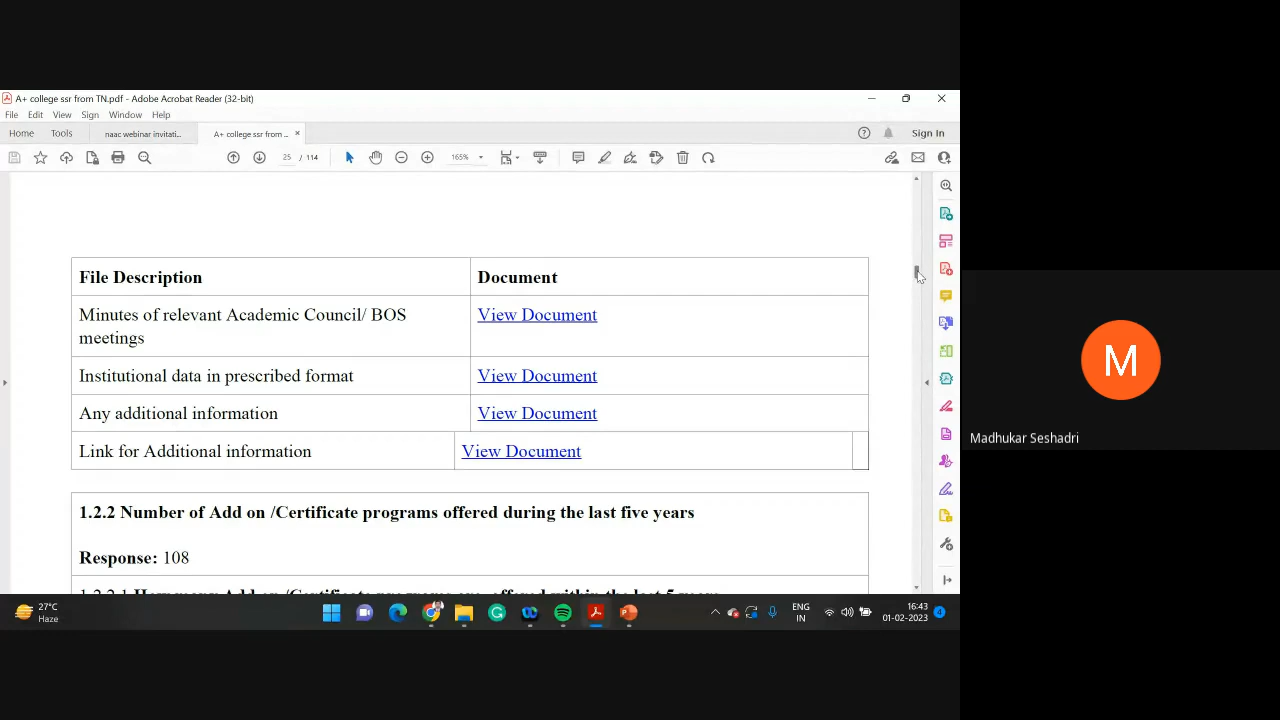 A+ college ssr from TN.pdf - Adobe Acrobat Reader (32-bit)
File Edit View Sign Window Help
Home Tools naac webinar invitati... A+ college ssr from ... × Sign In
25 / 114 165%
File Description Document
Minutes of relevant Academic Council/ BOS meetings View Document
Institutional data in prescribed format View Document
Any additional information View Document
Link for Additional information View Document
1.2.2 Number of Add on /Certificate programs offered during the last five years
Response: 108
M
Madhukar Seshadri
27°C
Haze
ENG
IN
16:43
01-02-2023
4